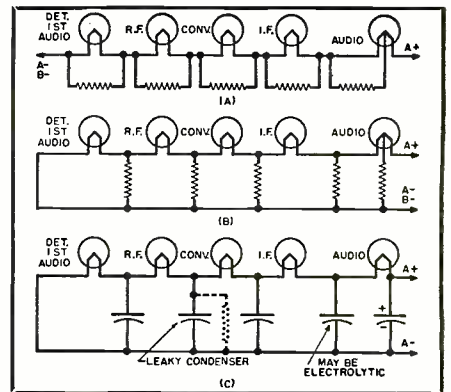 DET.
1ST
AUDIO
R.F.
CONV.
I.F.
AUDIO
A+
A-
B-
(A)
DET.
1ST
AUDIO
R.F.
CONV.
I.F.
AUDIO
A+
A-
B-
(B)
DET.
1ST
AUDIO
R.F.
CONV.
I.F.
AUDIO
A+
+
-
LEAKY CONDENSER
MAY BE
ELECTROLYTIC
A-
(C)